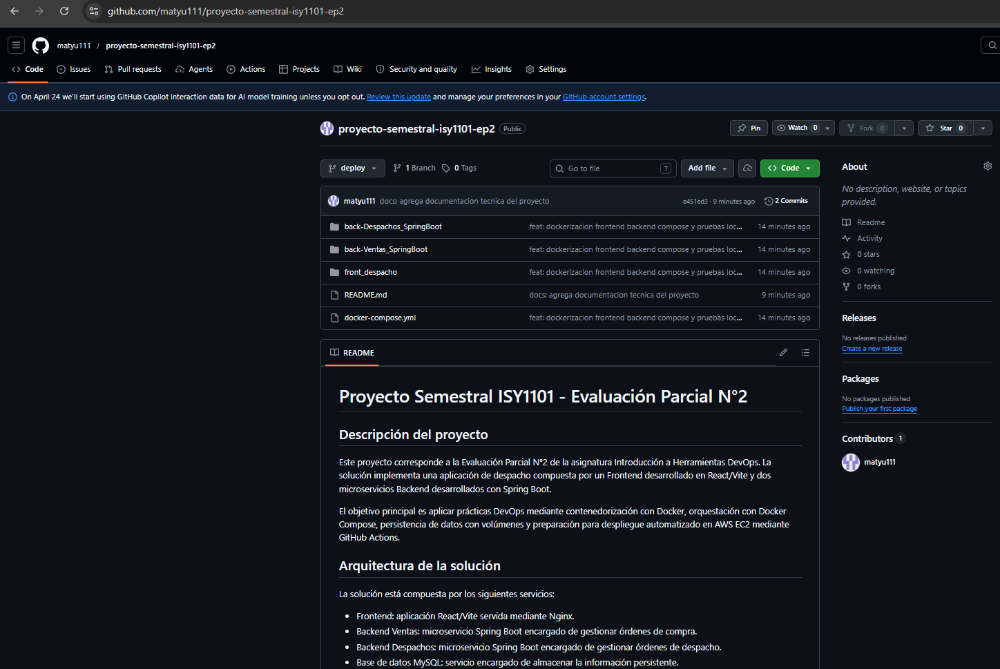 github.com/matyu111/proyecto-semestral-isy1101-ep2
matyu111 / proyecto-semestral-isy1101-ep2
Code Issues Pull requests Agents Actions Projects Wiki Security and quality Insights Settings
On April 24 we'll start using GitHub Copilot interaction data for AI model training unless you opt out. Review this update and manage your preferences in your GitHub account settings.
proyecto-semestral-isy1101-ep2 Public
Pin Watch 0 Fork 0 Star 0
deploy 1 Branch 0 Tags Go to file T Add file Code
matyu111 docs: agrega documentacion tecnica del proyecto e451ed3 · 9 minutes ago 2 Commits
back-Despachos_SpringBoot feat: dockerizacion frontend backend compose y pruebas loc... 14 minutes ago
back-Ventas_SpringBoot feat: dockerizacion frontend backend compose y pruebas loc... 14 minutes ago
front_despacho feat: dockerizacion frontend backend compose y pruebas loc... 14 minutes ago
README.md docs: agrega documentacion tecnica del proyecto 9 minutes ago
docker-compose.yml feat: dockerizacion frontend backend compose y pruebas loc... 14 minutes ago
README
Proyecto Semestral ISY1101 - Evaluación Parcial N°2
Descripción del proyecto
Este proyecto corresponde a la Evaluación Parcial N°2 de la asignatura Introducción a Herramientas DevOps. La
solución implementa una aplicación de despacho compuesta por un Frontend desarrollado en React/Vite y dos
microservicios Backend desarrollados con Spring Boot.
El objetivo principal es aplicar prácticas DevOps mediante contenedorización con Docker, orquestación con Docker
Compose, persistencia de datos con volúmenes y preparación para despliegue automatizado en AWS EC2 mediante
GitHub Actions.
Arquitectura de la solución
La solución está compuesta por los siguientes servicios:
• Frontend: aplicación React/Vite servida mediante Nginx.
• Backend Ventas: microservicio Spring Boot encargado de gestionar órdenes de compra.
• Backend Despachos: microservicio Spring Boot encargado de gestionar órdenes de despacho.
• Base de datos MySQL: servicio encargado de almacenar la información persistente.
About
No description, website, or topics
provided.
Readme
Activity
0 stars
0 watching
0 forks
Releases
No releases published
Create a new release
Packages
No packages published
Publish your first package
Contributors 1
matyu111